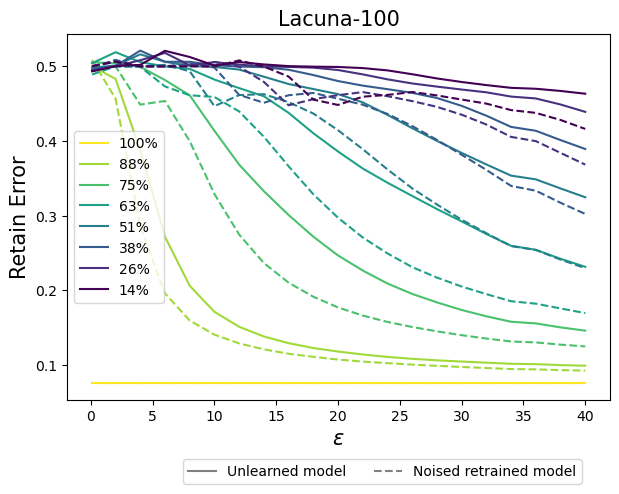 Lacuna-100
Retain Error
0.5
0.4
0.3
0.2
0.1
100%
88%
75%
63%
51%
38%
26%
14%
0 5 10 15 20 25 30 35 40
ε
Unlearned model Noised retrained model